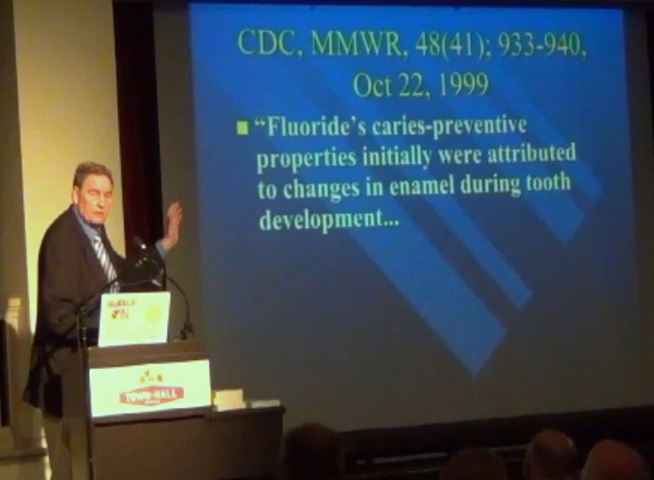 CDC, MMWR, 48(41); 933-940,
Oct 22, 1999
"Fluoride's caries-preventive
properties initially were attributed
to changes in enamel during tooth
development...
TOWN-HALL